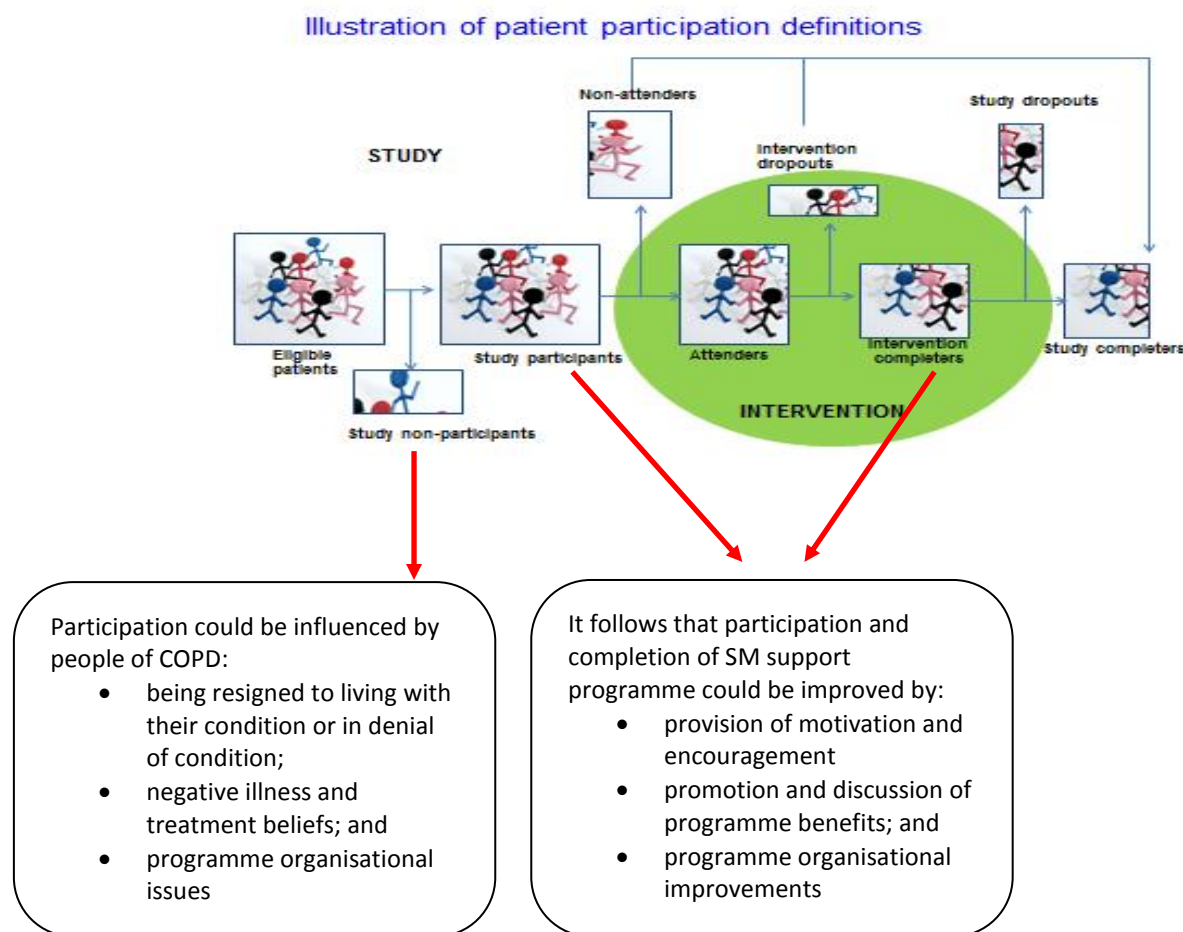 Illustration of patient participation definitions
Non-attenders
Study dropouts
STUDY
Intervention
dropouts
Eligible
patients
Study participants
Attenders
Intervention
completers
Study completers
INTERVENTION
Study non-participants
Participation could be influenced by
people of COPD:
• being resigned to living with
their condition or in denial
of condition;
• negative illness and
treatment beliefs; and
• programme organisational
issues
It follows that participation and
completion of SM support
programme could be improved by:
• provision of motivation and
encouragement
• promotion and discussion of
programme benefits; and
• programme organisational
improvements